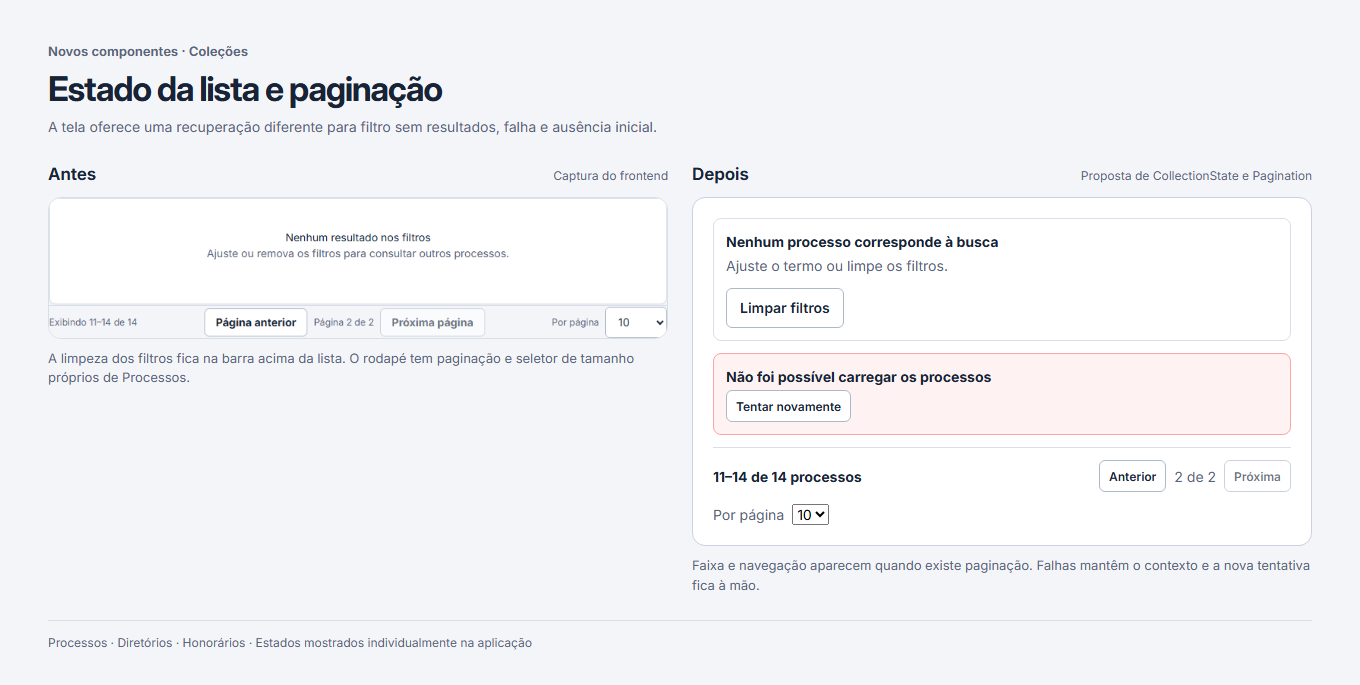 Novos componentes · Coleções
Estado da lista e paginação
A tela oferece uma recuperação diferente para filtro sem resultados, falha e ausência inicial.
Antes
Captura do frontend
Nenhum resultado nos filtros
Ajuste ou remova os filtros para consultar outros processos.
Exibindo 11–14 de 14
Página anterior
Página 2 de 2
Próxima página
Por página
10
A limpeza dos filtros fica na barra acima da lista. O rodapé tem paginação e seletor de tamanho
próprios de Processos.
Depois
Proposta de CollectionState e Pagination
Nenhum processo corresponde à busca
Ajuste o termo ou limpe os filtros.
Limpar filtros
Não foi possível carregar os processos
Tentar novamente
11–14 de 14 processos
Anterior
2 de 2
Próxima
Por página
10
Faixa e navegação aparecem quando existe paginação. Falhas mantêm o contexto e a nova tentativa
fica à mão.
Processos · Diretórios · Honorários · Estados mostrados individualmente na aplicação